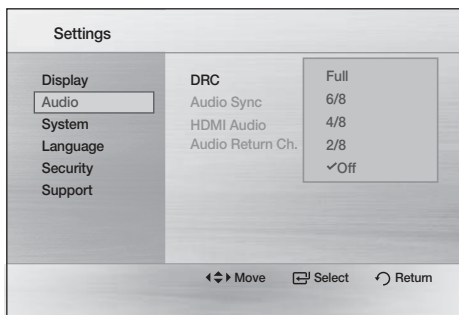 Settings
Display
Audio
System
Language
Security
Support
DRC
Audio Sync
HDMI Audio
Audio Return Ch.
Full
6/8
4/8
2/8
✔Off
Move
Select
Return